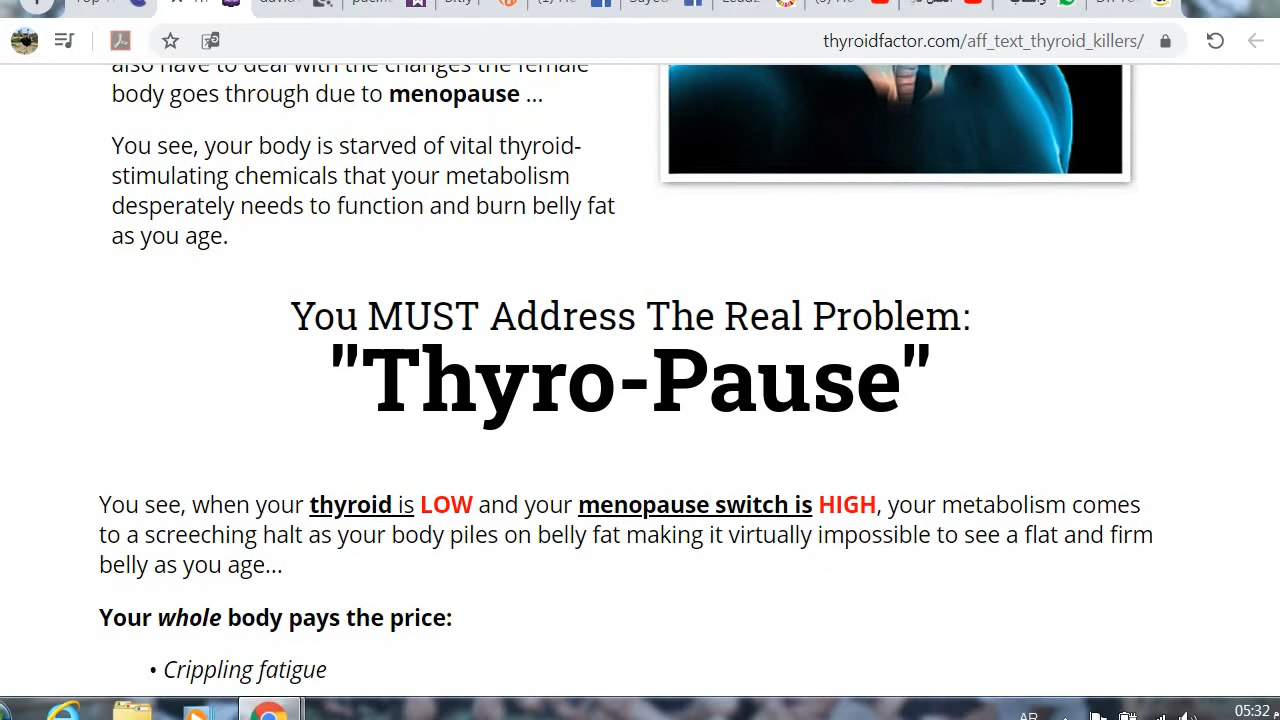 thyroidfactor.com/aff_text_thyroid_killers/
also have to deal with the changes the female
body goes through due to menopause ...
You see, your body is starved of vital thyroid-
stimulating chemicals that your metabolism
desperately needs to function and burn belly fat
as you age.
You MUST Address The Real Problem:
"Thyro-Pause"
You see, when your thyroid is LOW and your menopause switch is HIGH, your metabolism comes
to a screeching halt as your body piles on belly fat making it virtually impossible to see a flat and firm
belly as you age...
Your whole body pays the price:
• Crippling fatigue
05:32